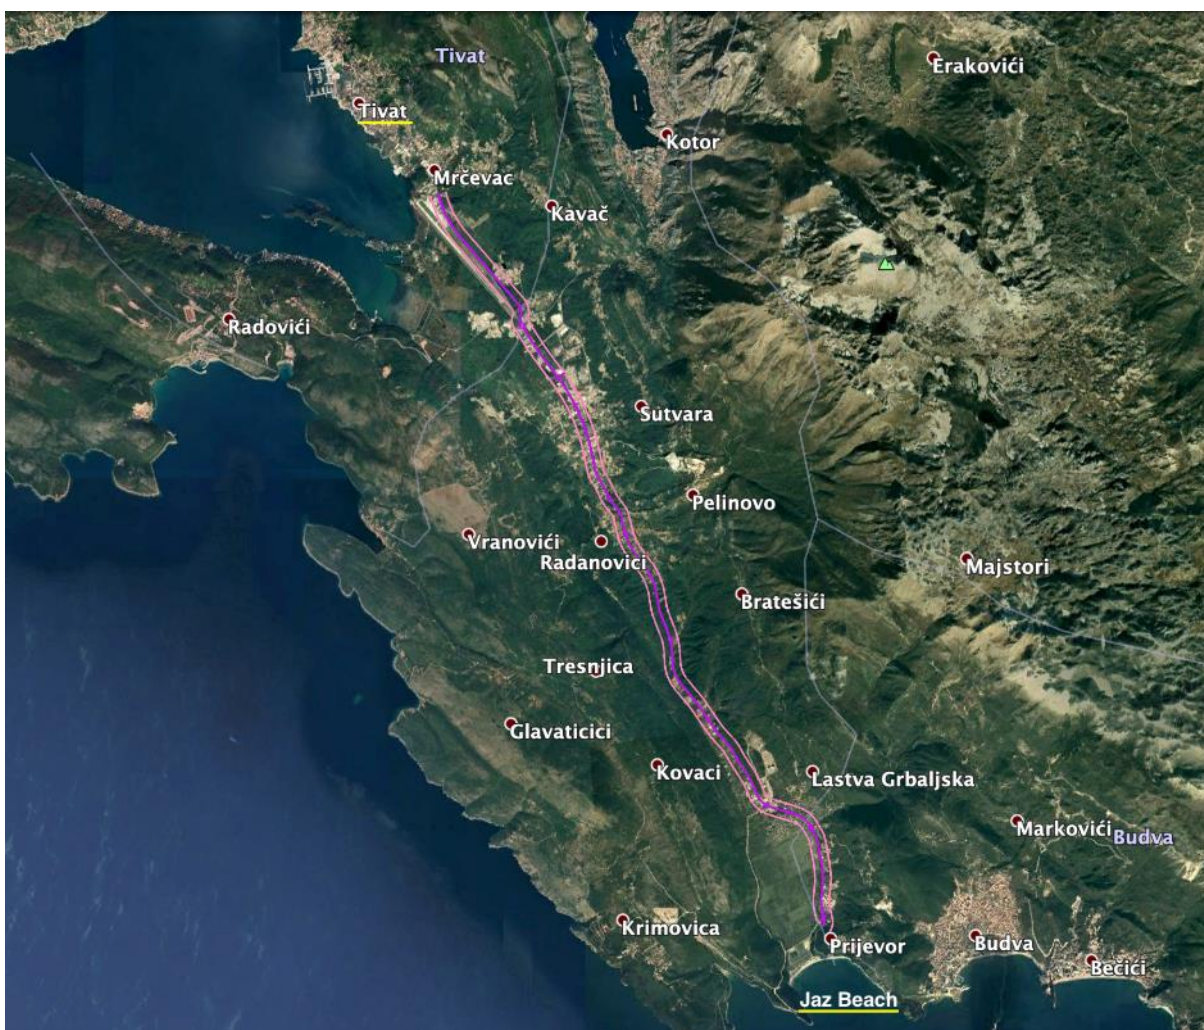 Tivat
Erakovići
Tivat
Kotor
Mrčevac
Kavač
Radovići
Sutvara
Pelinovo
Vranovići
Radanovici
Majstori
Bratešići
Tresnjica
Glavaticici
Kovaci
Lastva Grbaljska
Markovići
Budva
Krimovica
Prijevor
Budva
Bečići
Jaz Beach